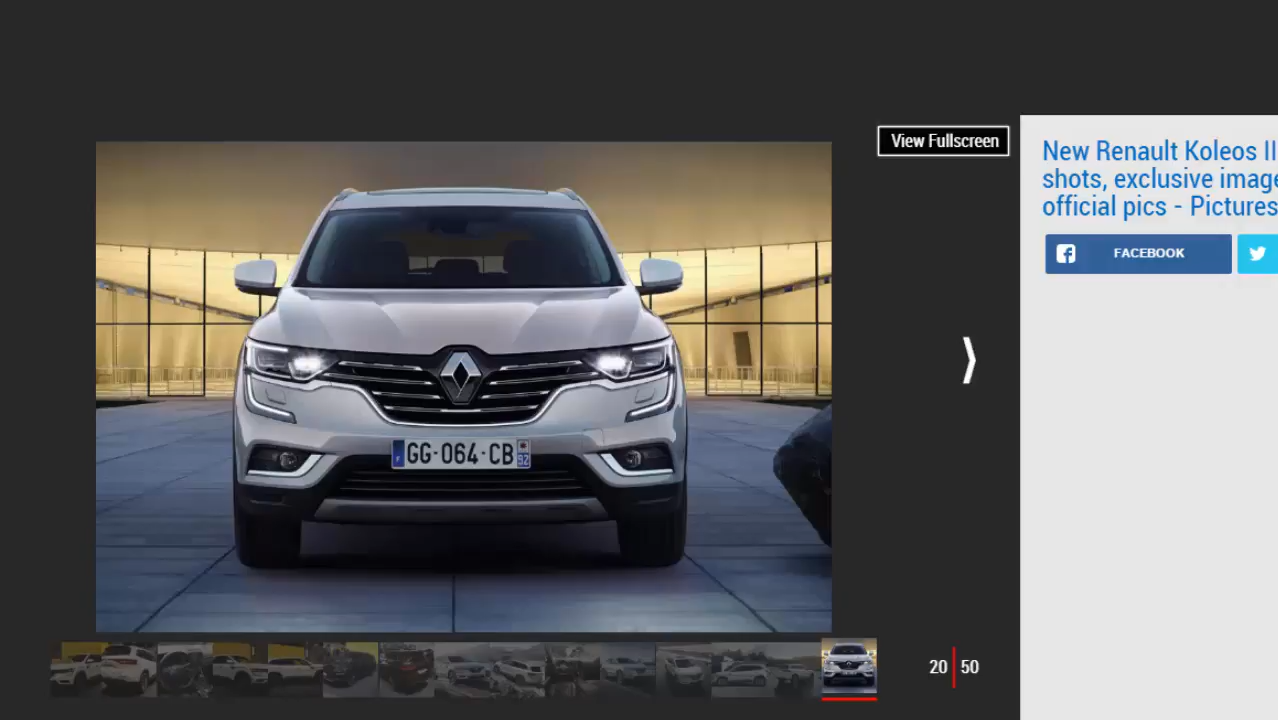 View Fullscreen
New Renault Koleos II
shots, exclusive image
official pics - Pictures
FACEBOOK
GG-064-CB
F
92
20 50